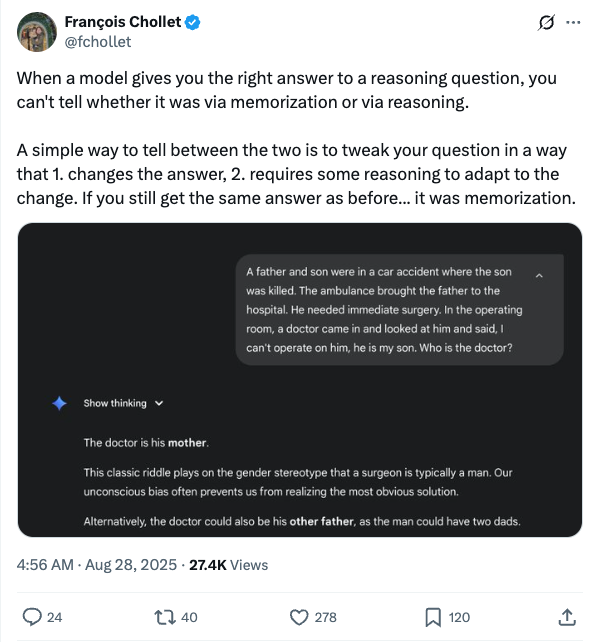 François Chollet
@fchollet
When a model gives you the right answer to a reasoning question, you
can't tell whether it was via memorization or via reasoning.
A simple way to tell between the two is to tweak your question in a way
that 1. changes the answer, 2. requires some reasoning to adapt to the
change. If you still get the same answer as before... it was memorization.
A father and son were in a car accident where the son
was killed. The ambulance brought the father to the
hospital. He needed immediate surgery. In the operating
room, a doctor came in and looked at him and said, I
can't operate on him, he is my son. Who is the doctor?
Show thinking
The doctor is his mother.
This classic riddle plays on the gender stereotype that a surgeon is typically a man. Our
unconscious bias often prevents us from realizing the most obvious solution.
Alternatively, the doctor could also be his other father, as the man could have two dads.
4:56 AM · Aug 28, 2025 · 27.4K Views
24 40 278 120